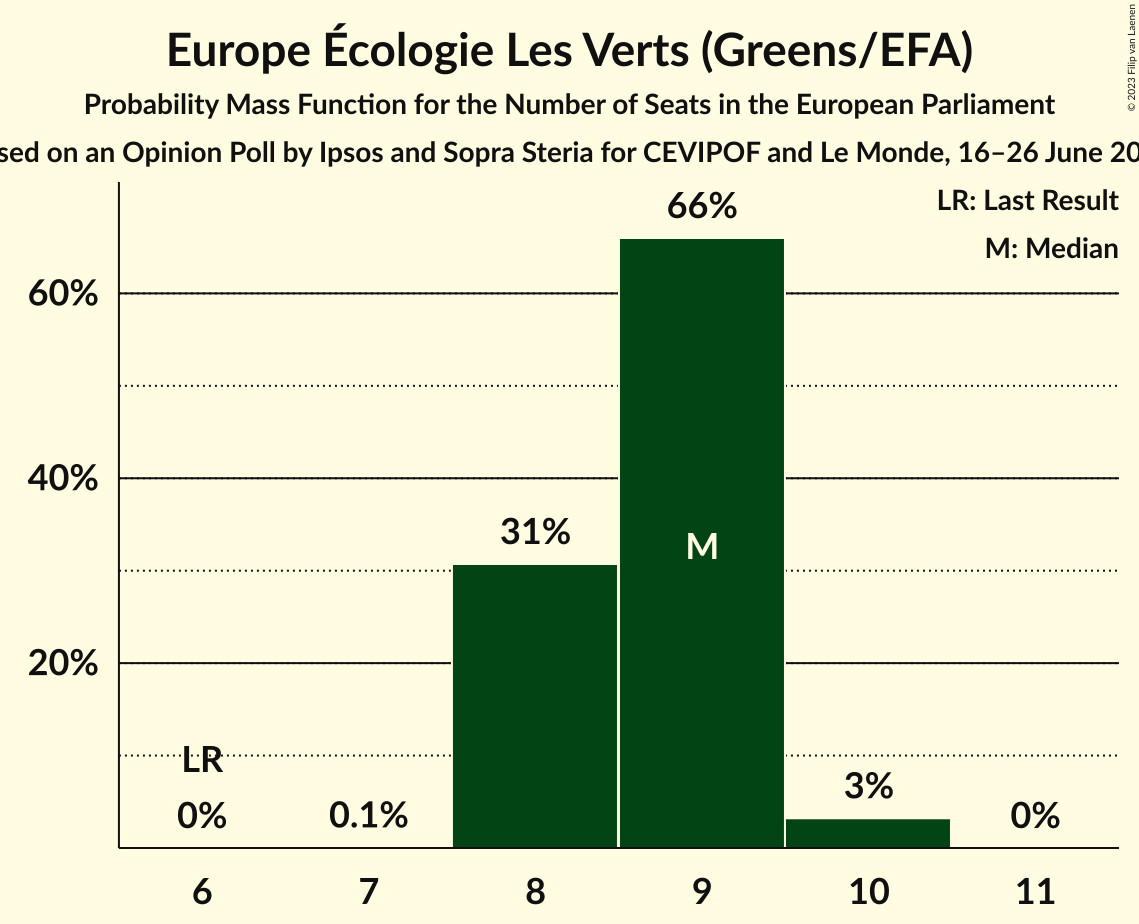 Europe Écologie Les Verts (Greens/EFA)
Probability Mass Function for the Number of Seats in the European Parliament
on an Opinion Poll by Ipsos and Sopra Steria for CEVIPOF and Le Monde, 16–26 June
© 2023 Filip van Laenen
LR: Last Result
M: Median
66%
60%
40%
31%
M
20%
LR
3%
0%
0.1%
0%
6 7 8 9 10 11